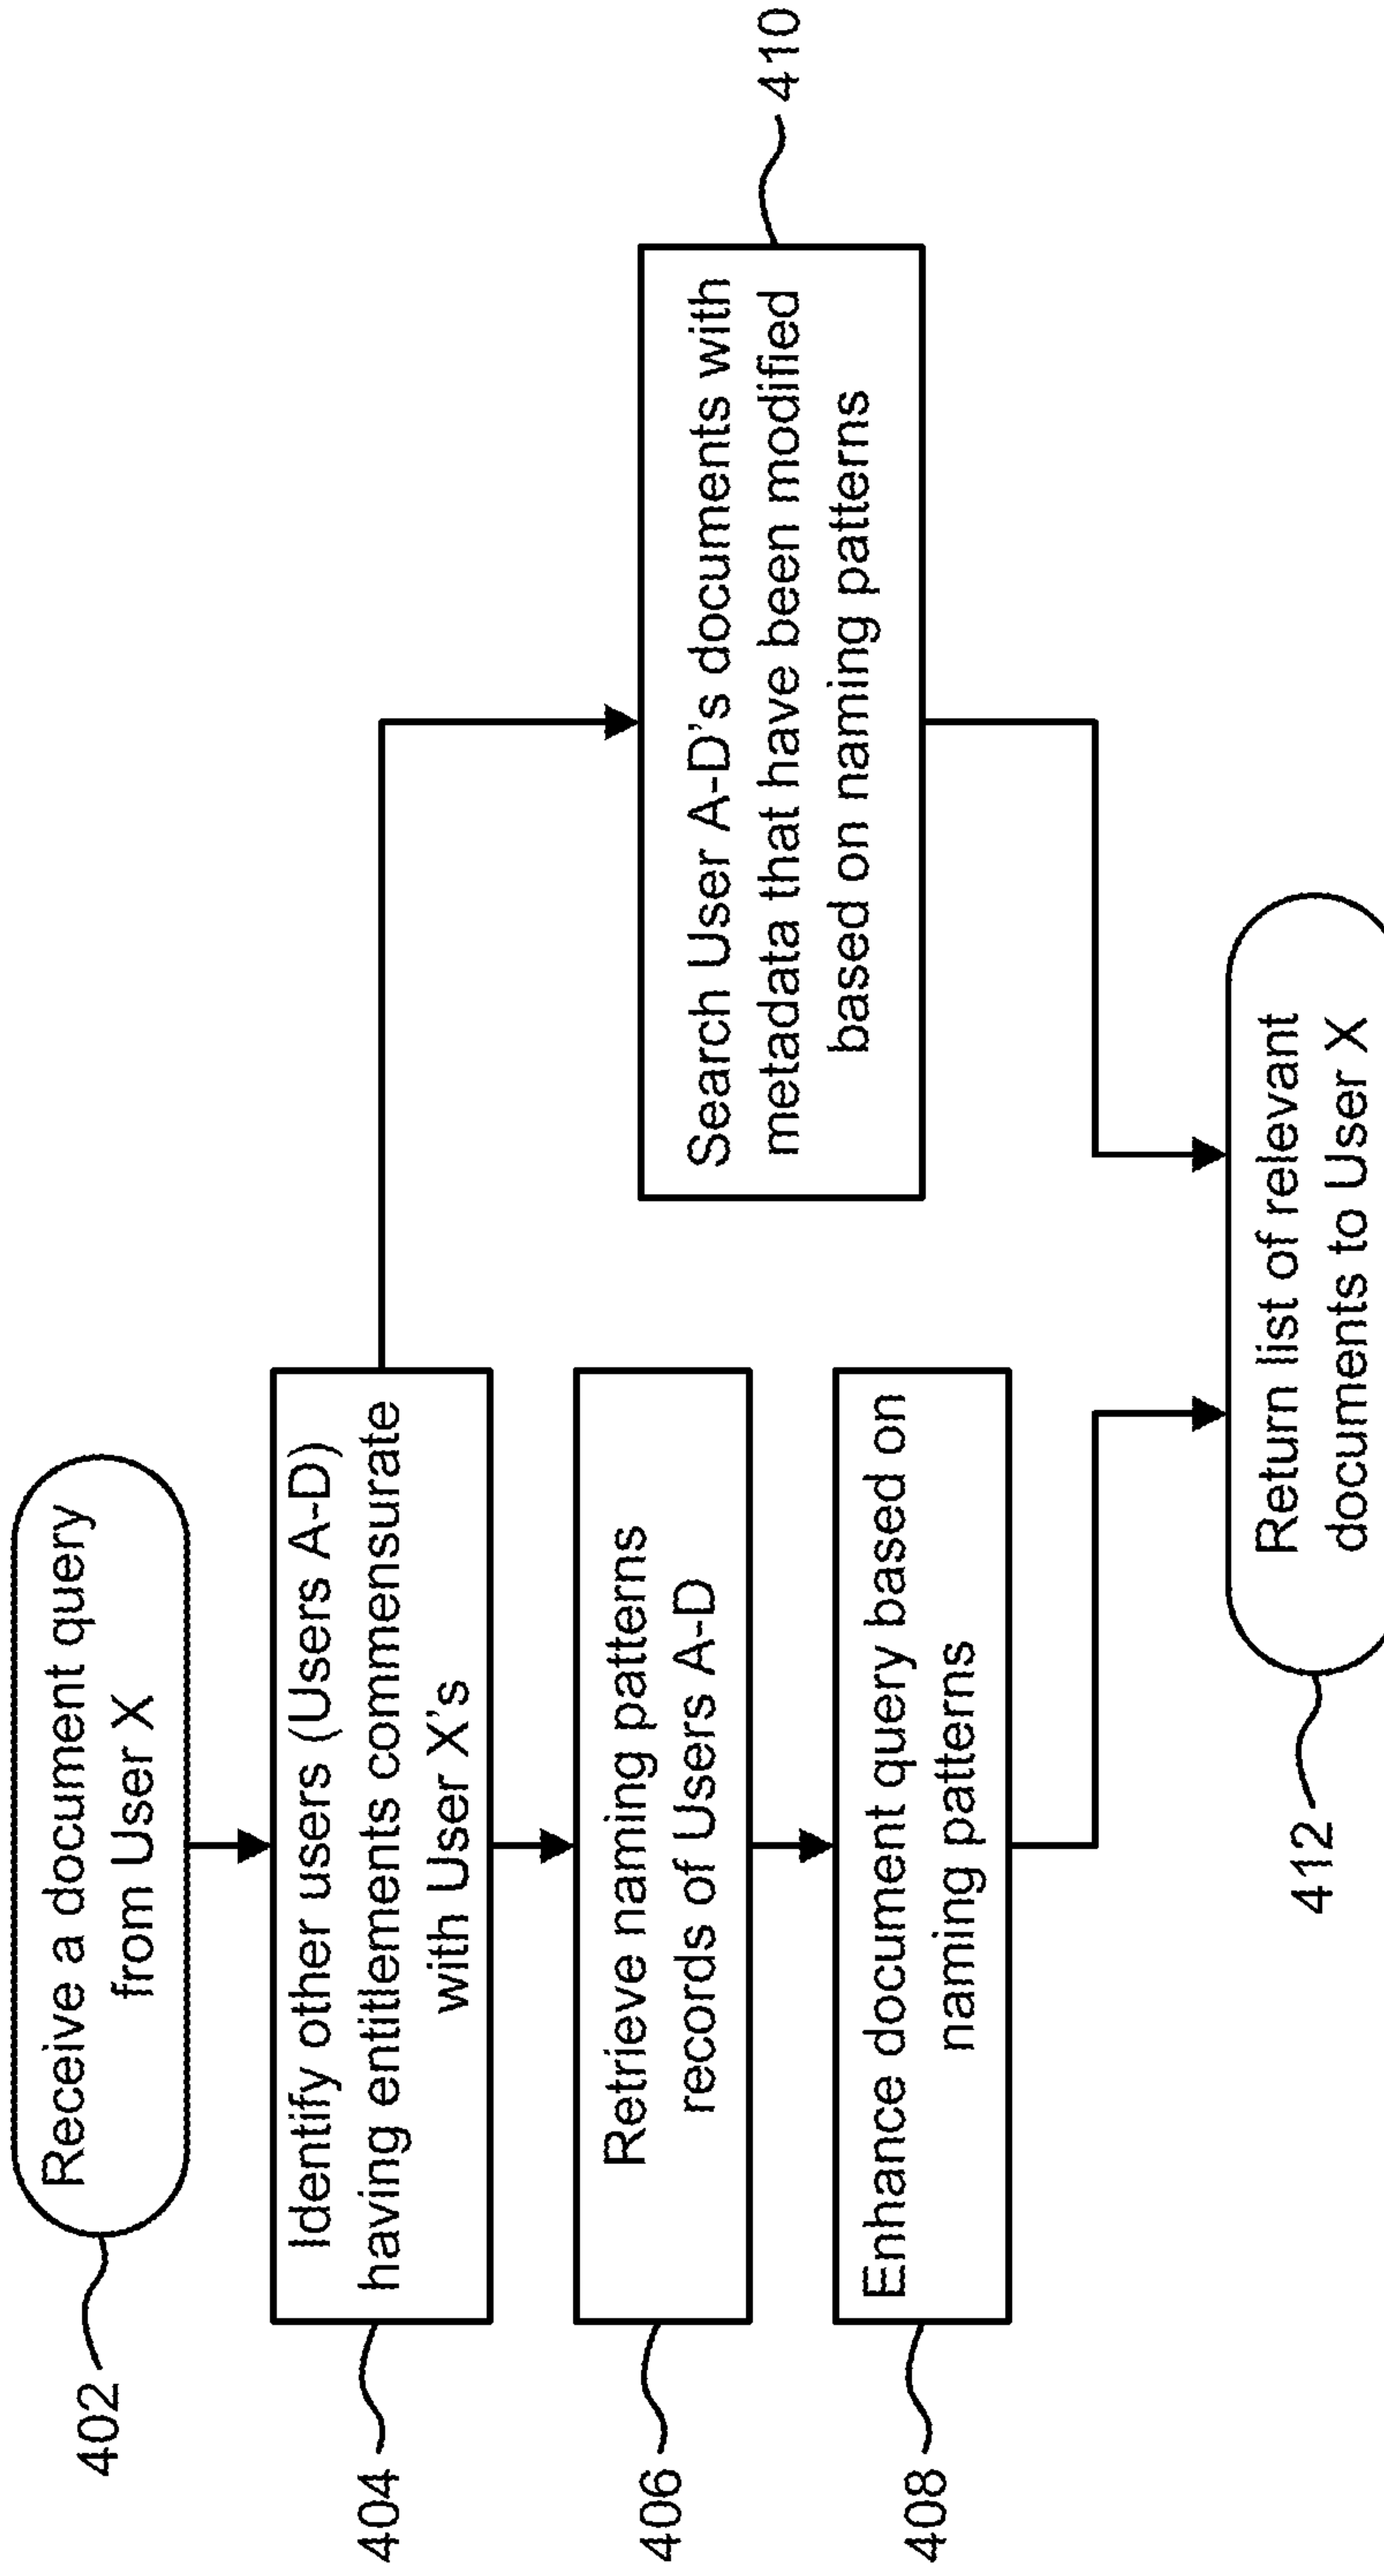 402
Receive a document query
from User X
404
Identify other users (Users A-D)
having entitlements commensurate
with User X's
406
Retrieve naming patterns
records of Users A-D
408
Enhance document query based on
naming patterns
Search User A-D's documents with
metadata that have been modified
based on naming patterns
410
412
Return list of relevant
documents to User X